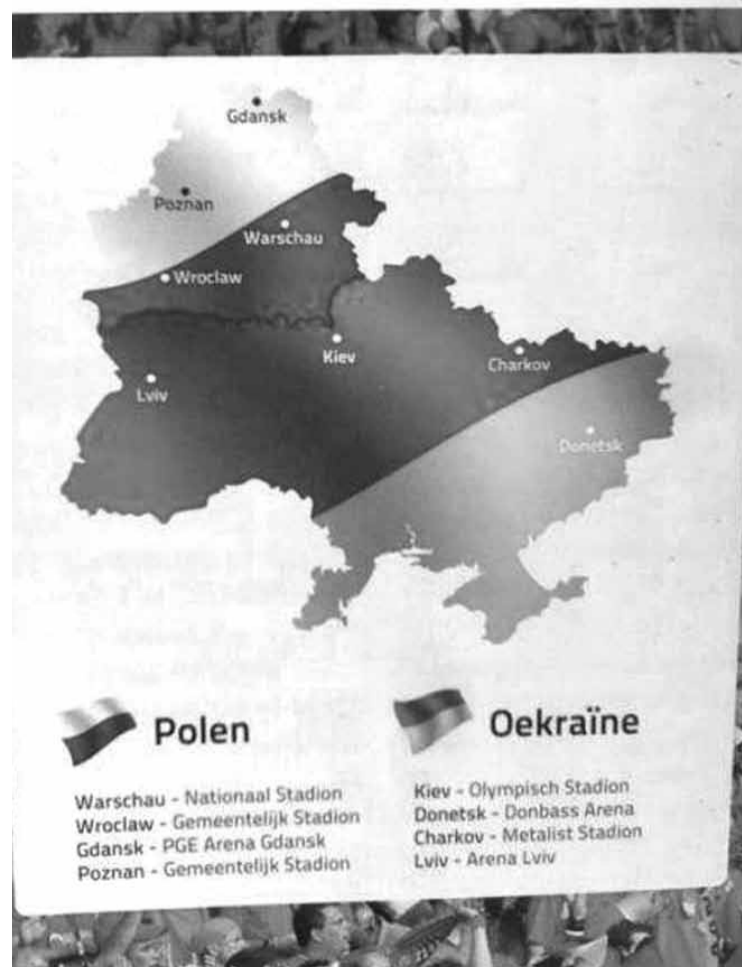 Gdansk
Poznan
Warschau
Wroclaw
Kiev
Charkov
Lviv
Donetsk
Polen
Warschau - Nationaal Stadion
Wroclaw - Gemeentelijk Stadion
Gdansk - PGE Arena Gdansk
Poznan - Gemeentelijk Stadion
Oekraïne
Kiev - Olympisch Stadion
Donetsk - Donbass Arena
Charkov - Metalist Stadion
Lviv - Arena Lviv